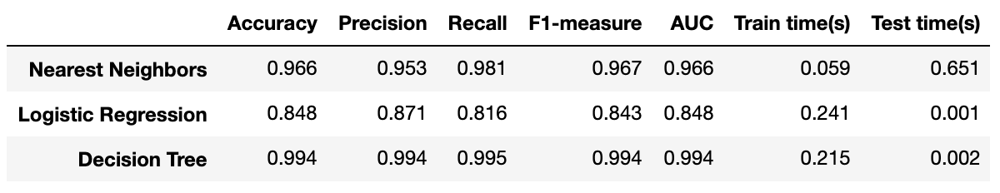 Accuracy Precision Recall F1-measure AUC Train time(s) Test time(s)
Nearest Neighbors 0.966 0.953 0.981 0.967 0.966 0.059 0.651
Logistic Regression 0.848 0.871 0.816 0.843 0.848 0.241 0.001
Decision Tree 0.994 0.994 0.995 0.994 0.994 0.215 0.002